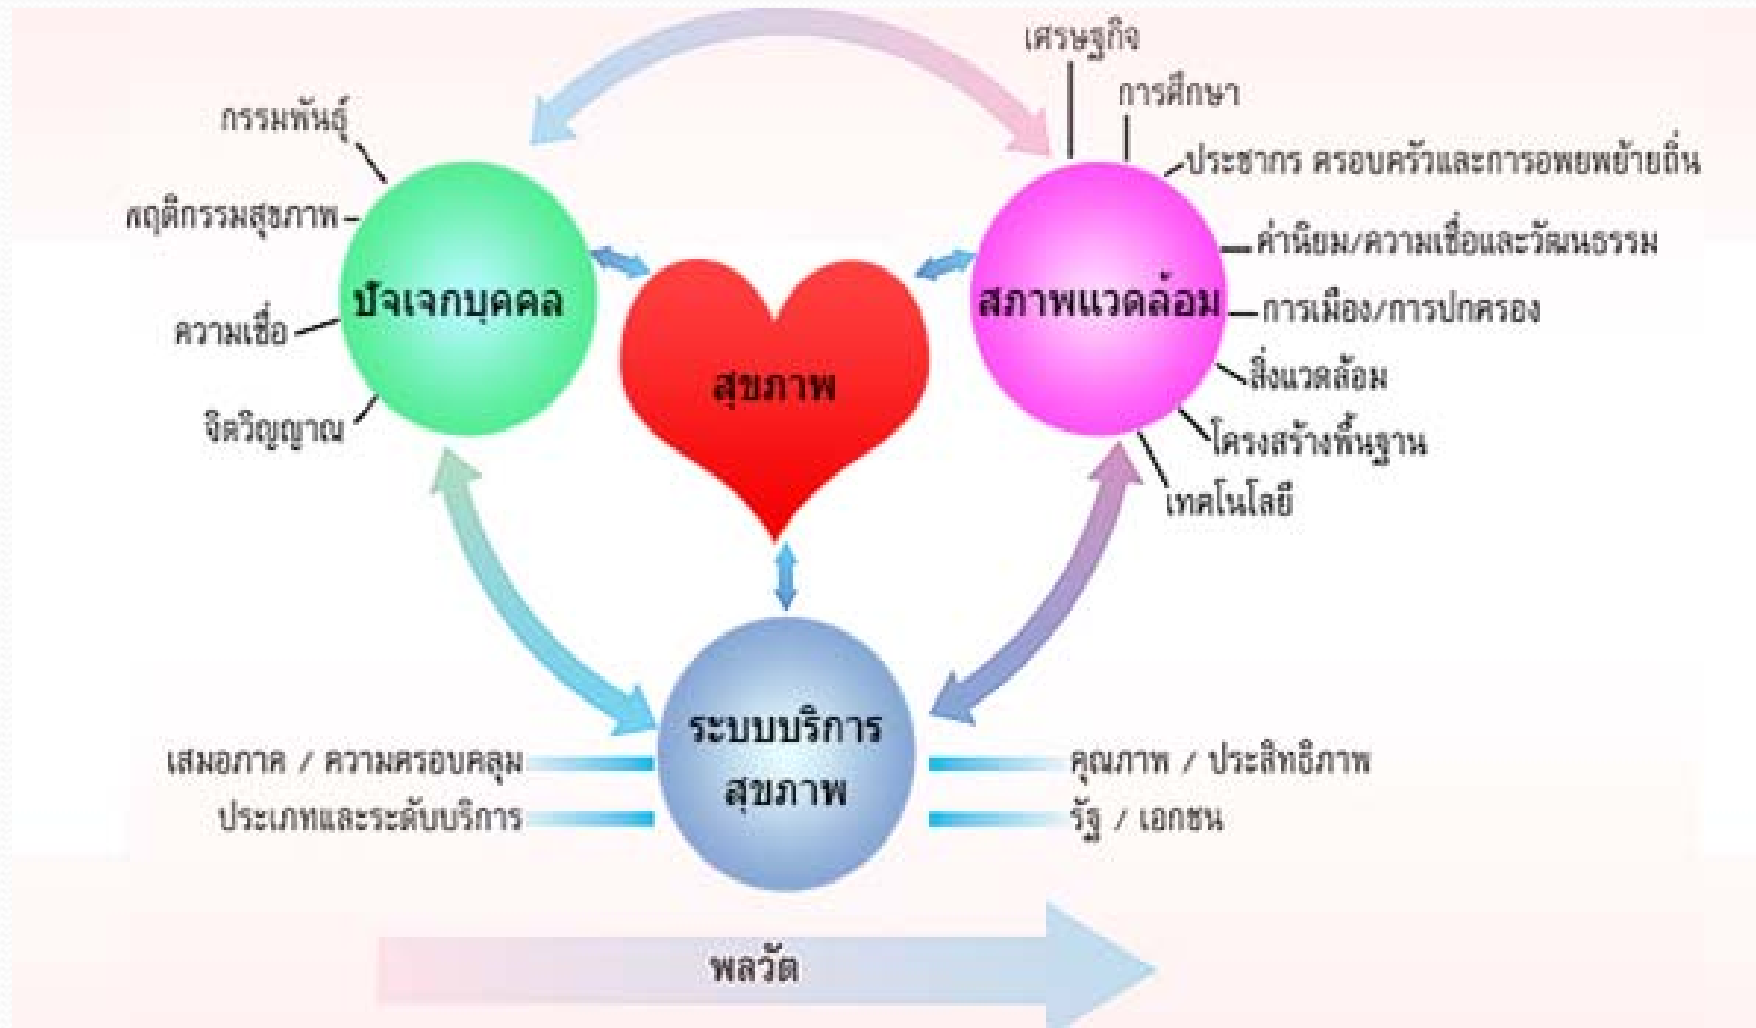 เศรษฐกิจ
การศึกษา
กรรมพันธุ์
ประชากร ครอบครัวและการอพยพย้ายถิ่น
พฤติกรรมสุขภาพ
ค่านิยม/ความเชื่อและวัฒนธรรม
ปัจเจกบุคคล
สภาพแวดล้อม
การเมือง/การปกครอง
ความเชื่อ
สุขภาพ
สิ่งแวดล้อม
จิตวิญญาณ
โครงสร้างพื้นฐาน
เทคโนโลยี
ระบบบริการ
สุขภาพ
เสมอภาค / ความครอบคลุม
คุณภาพ / ประสิทธิภาพ
ประเภทและระดับบริการ
รัฐ / เอกชน
พลวัต